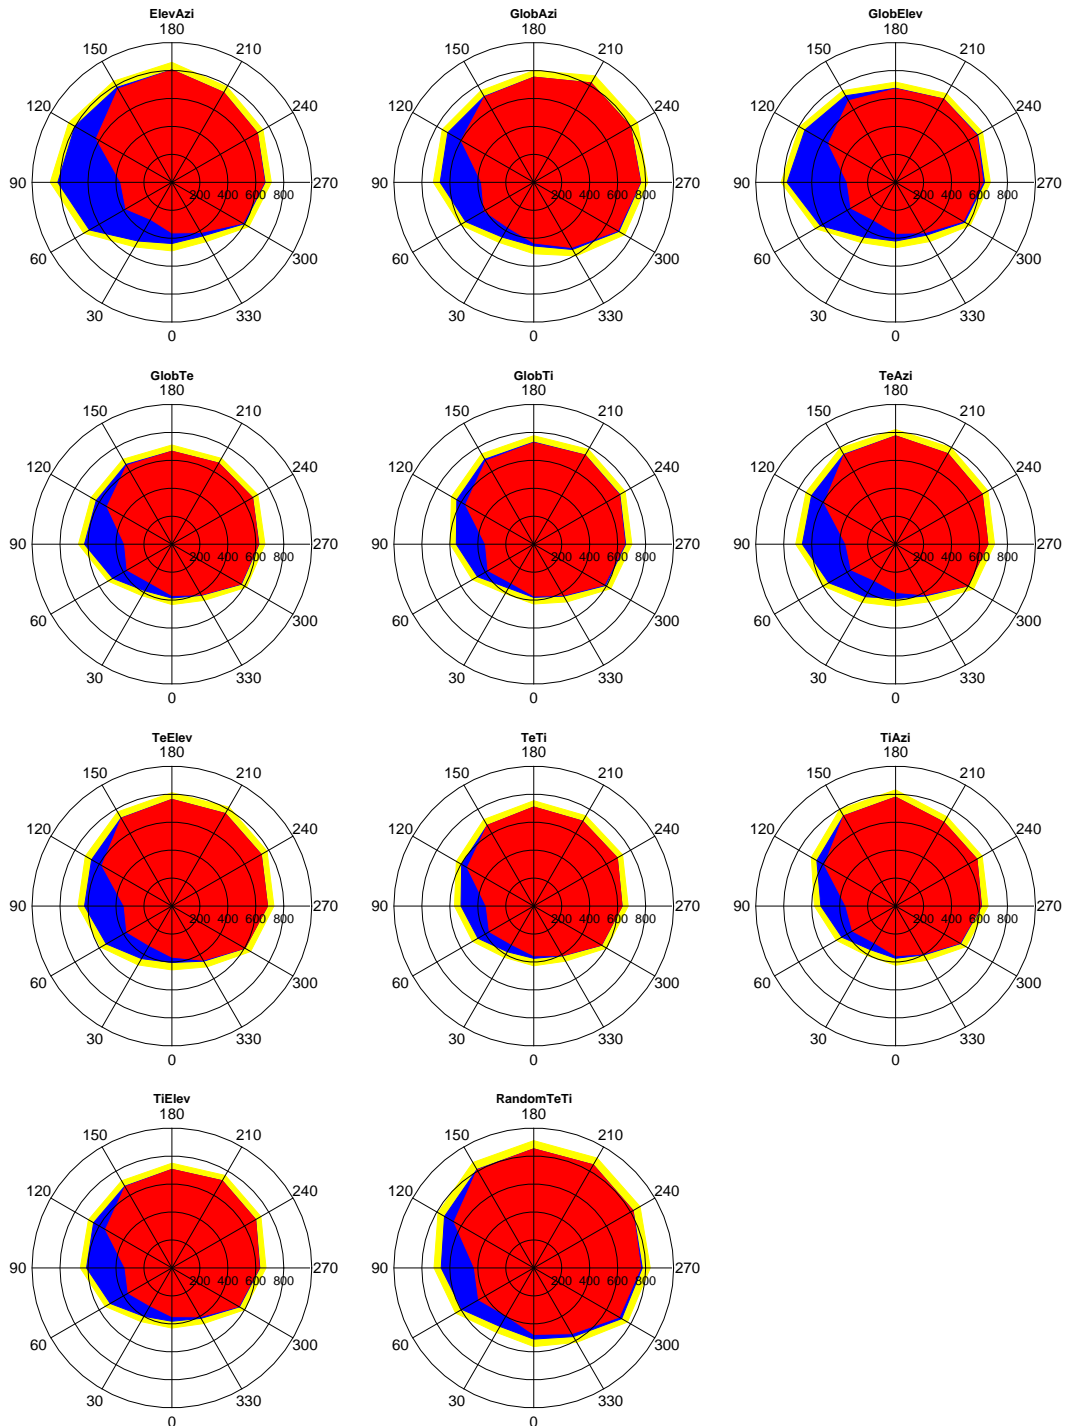 ElevAzi GlobAzi GlobElev
180 180 180
150 210 150 210 150 210
120 240 120 240 120 240
90 200 400 600 800 270 90 200 400 600 800 270 90 200 400 600 800 270
60 300 60 300 60 300
30 330 30 330 30 330
0 0 0
GlobTe GlobTi TeAzi
180 180 180
150 210 150 210 150 210
120 240 120 240 120 240
90 200 400 600 800 270 90 200 400 600 800 270 90 200 400 600 800 270
60 300 60 300 60 300
30 330 30 330 30 330
0 0 0
TeElev TeTi TiAzi
180 180 180
150 210 150 210 150 210
120 240 120 240 120 240
90 200 400 600 800 270 90 200 400 600 800 270 90 200 400 600 800 270
60 300 60 300 60 300
30 330 30 330 30 330
0 0 0
TiElev RandomTeTi
180 180
150 210 150 210
120 240 120 240
90 200 400 600 800 270 90 200 400 600 800 270
60 300 60 300
30 330 30 330
0 0